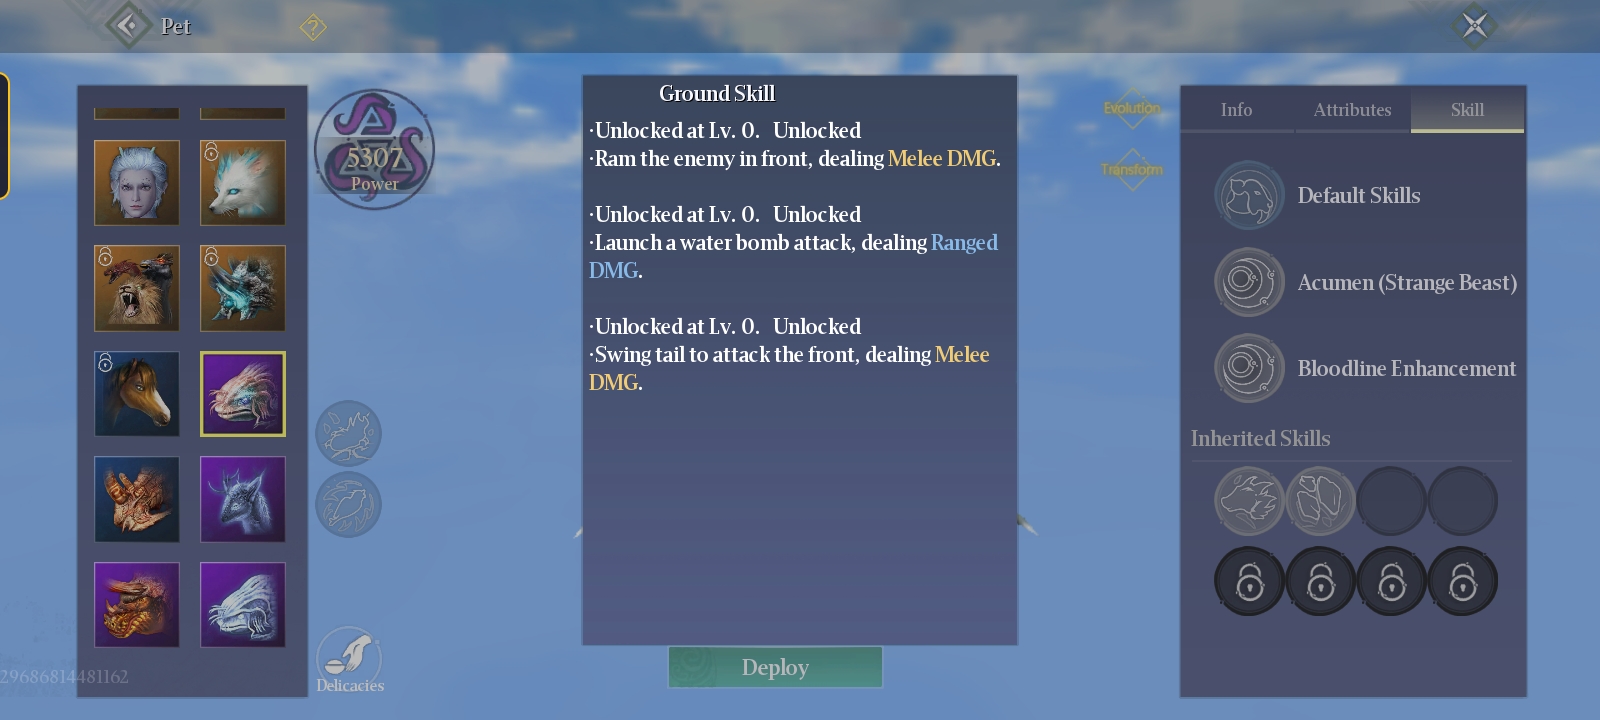 Pet
?
5307
Power
Ground Skill
·Unlocked at Lv. 0. Unlocked
·Ram the enemy in front, dealing Melee DMG.
·Unlocked at Lv. 0. Unlocked
·Launch a water bomb attack, dealing Ranged
DMG.
·Unlocked at Lv. 0. Unlocked
·Swing tail to attack the front, dealing Melee
DMG.
Deploy
Delicacies
29686814481162
Evolution
Transform
Info Attributes Skill
Default Skills
Acumen (Strange Beast)
Bloodline Enhancement
Inherited Skills